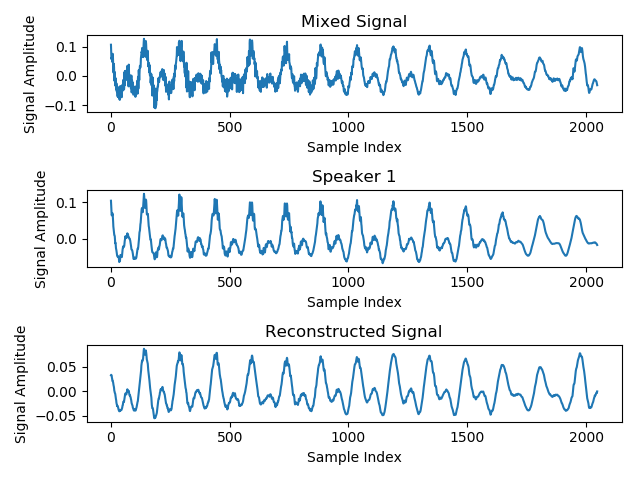 Mixed Signal
Signal Amplitude
0.1
0.0
−0.1
0 500 1000 1500 2000
Sample Index
Speaker 1
Signal Amplitude
0.1
0.0
0 500 1000 1500 2000
Sample Index
Reconstructed Signal
Signal Amplitude
0.05
0.00
−0.05
0 500 1000 1500 2000
Sample Index